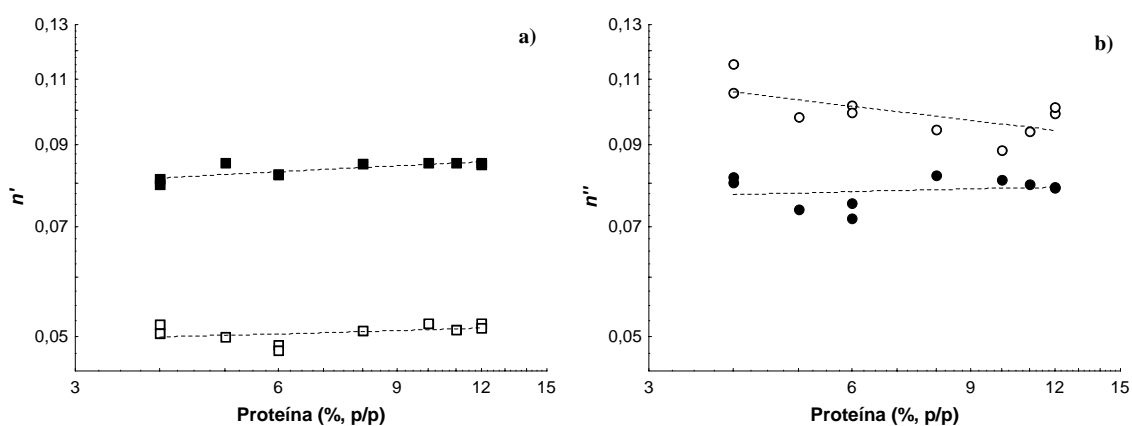 0,13
a)
0,11
0,09
n'
0,07
0,05
3 6 9 12 15
Proteína (%, p/p)
0,13
b)
0,11
0,09
n''
0,07
0,05
3 6 9 12 15
Proteína (%, p/p)